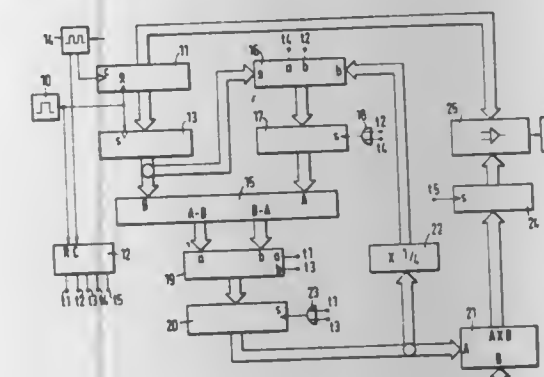 14
11
t4 t2
16
a b
a
b
c
R
10
13
s
17
18
s
t2
t4
25
15
B
A
A-B
B-A
t5
s
24
R C
12
t1 t2 t3 t4 t5
a
b
a
t1
t3
19
X 1/4
22
20
s
23
t1
t3
A X B
21
A
B